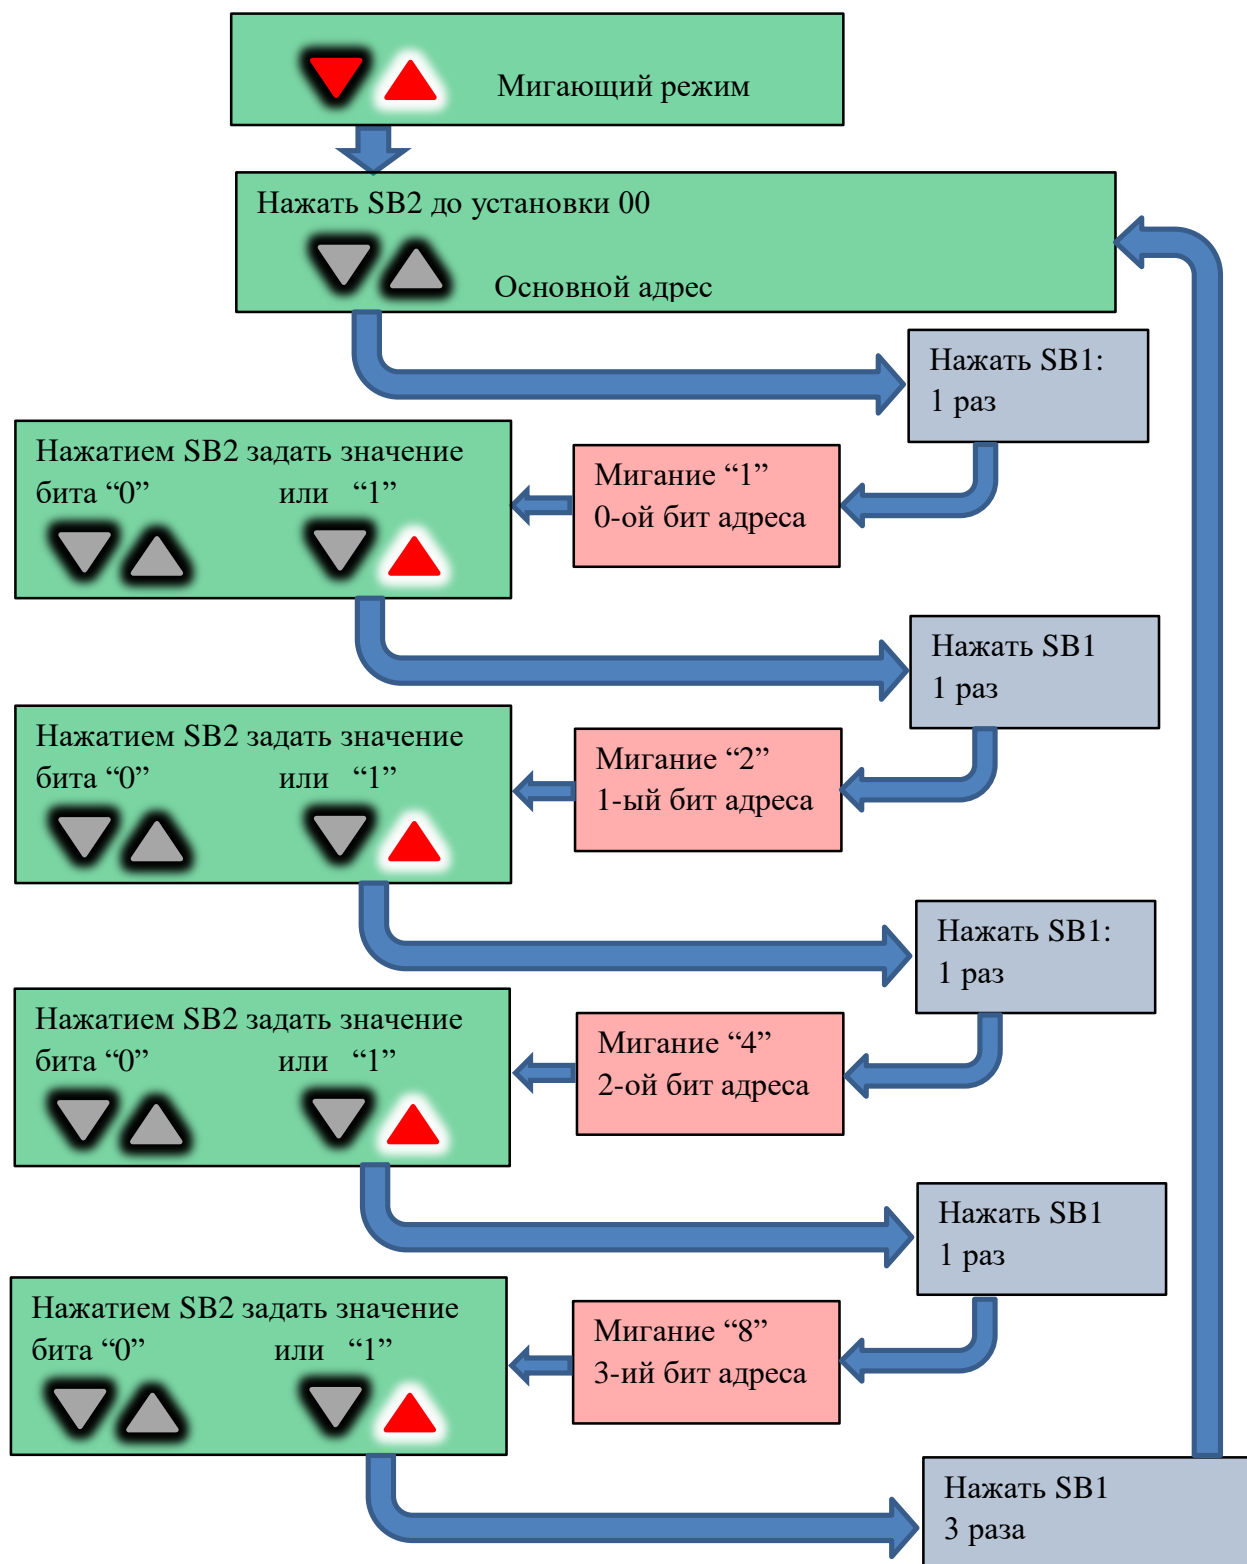 Мигающий режим
Нажать SB2 до установки 00
Основной адрес
Нажать SB1:
1 раз
Мигание “1”
0-ой бит адреса
Нажатием SB2 задать значение
бита “0” или “1”
Нажать SB1
1 раз
Мигание “2”
1-ый бит адреса
Нажатием SB2 задать значение
бита “0” или “1”
Нажать SB1:
1 раз
Мигание “4”
2-ой бит адреса
Нажатием SB2 задать значение
бита “0” или “1”
Нажать SB1
1 раз
Мигание “8”
3-ий бит адреса
Нажатием SB2 задать значение
бита “0” или “1”
Нажать SB1
3 раза